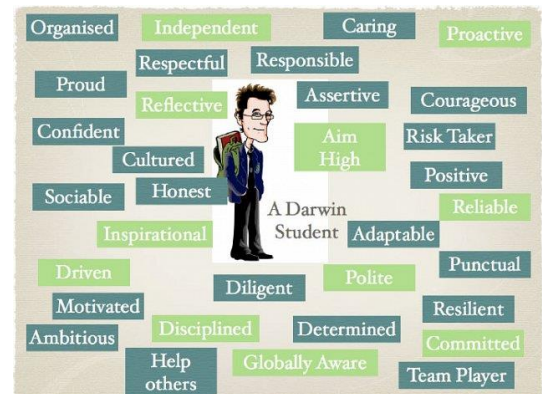 Organised
Independent
Caring
Proactive
Respectful
Responsible
Proud
Reflective
Assertive
Courageous
Confident
Aim
High
Risk Taker
Cultured
Positive
Sociable
Honest
Reliable
A Darwin
Student
Inspirational
Adaptable
Driven
Polite
Punctual
Diligent
Motivated
Resilient
Ambitious
Disciplined
Determined
Committed
Help
others
Globally Aware
Team Player